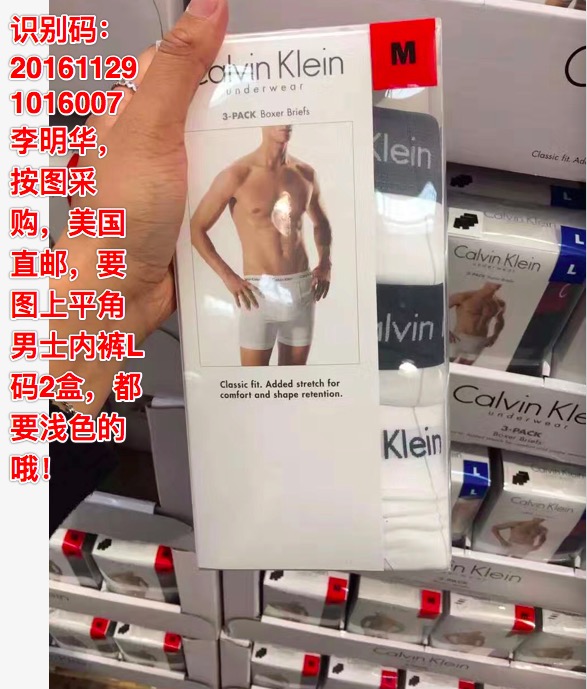 识别码：
20161129
1016007
李明华，
按图采
购，美国
直邮，要
图上平角
男士内裤L
码2盒，都
要浅色的
哦！
Calvin Klein
underwear
3-PACK Boxer Briefs
M
Klein
alvin
Klein
Classic fit. Added stretch for
comfort and shape retention.
L
Calvin Klein
underwear
L
Calvin Kle
underwear
3-PACK
Boxer Briefs
L
Calvin Klein
n Klein
M
M
Calvin Klein